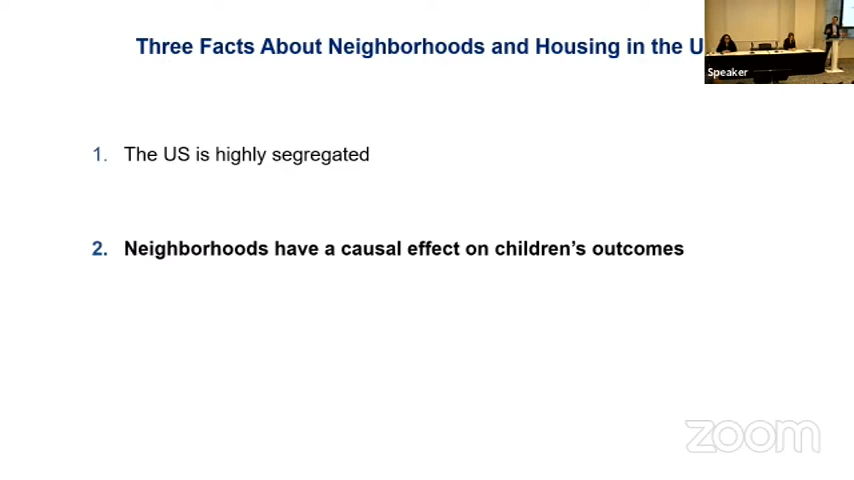 Three Facts About Neighborhoods and Housing in the U
Speaker
1. The US is highly segregated
2. Neighborhoods have a causal effect on children’s outcomes
zoom